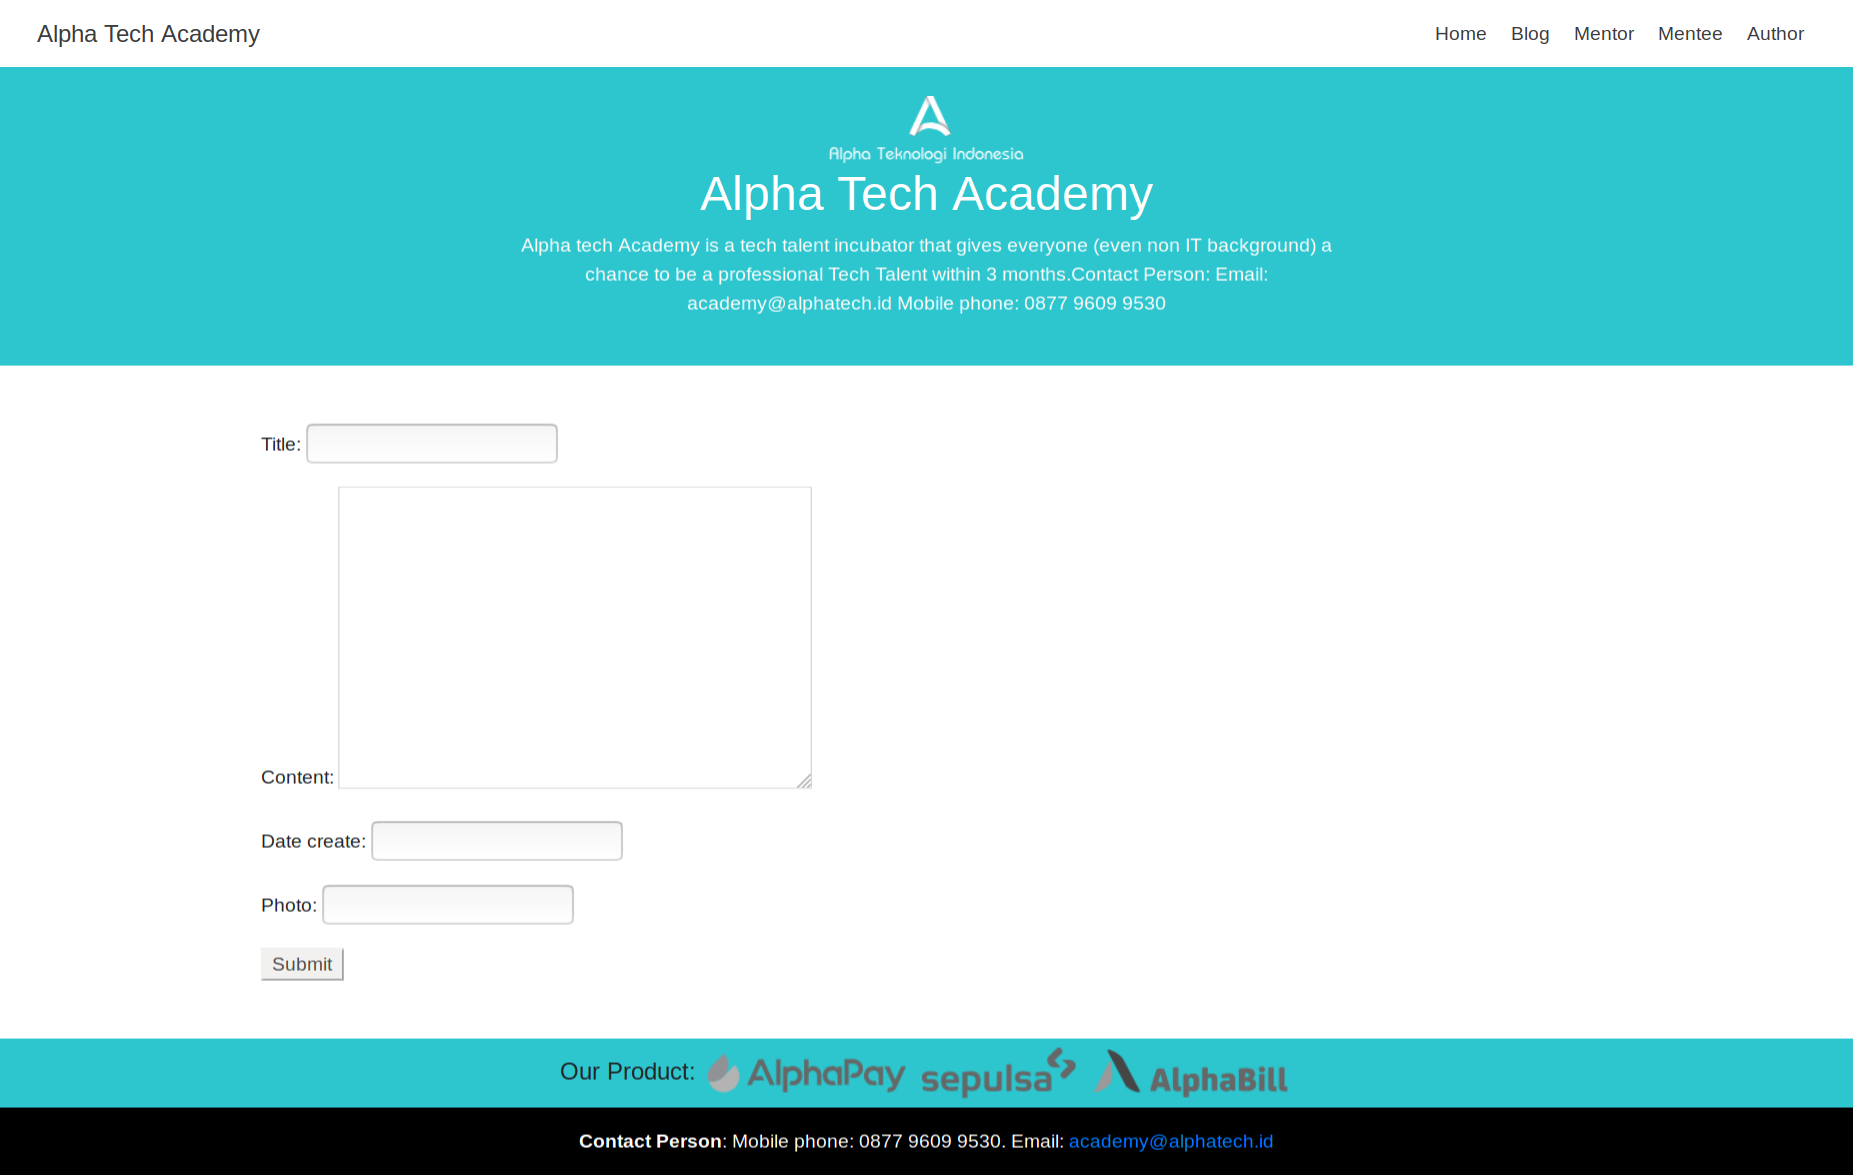 Alpha Tech Academy
Home Blog Mentor Mentee Author
Alpha Teknologi Indonesia
Alpha Tech Academy
Alpha tech Academy is a tech talent incubator that gives everyone (even non IT background) a
chance to be a professional Tech Talent within 3 months.Contact Person: Email:
academy@alphatech.id Mobile phone: 0877 9609 9530
Title:
Content:
Date create:
Photo:
Submit
Our Product: AlphaPay sepulsa AlphaBill
Contact Person: Mobile phone: 0877 9609 9530. Email: academy@alphatech.id